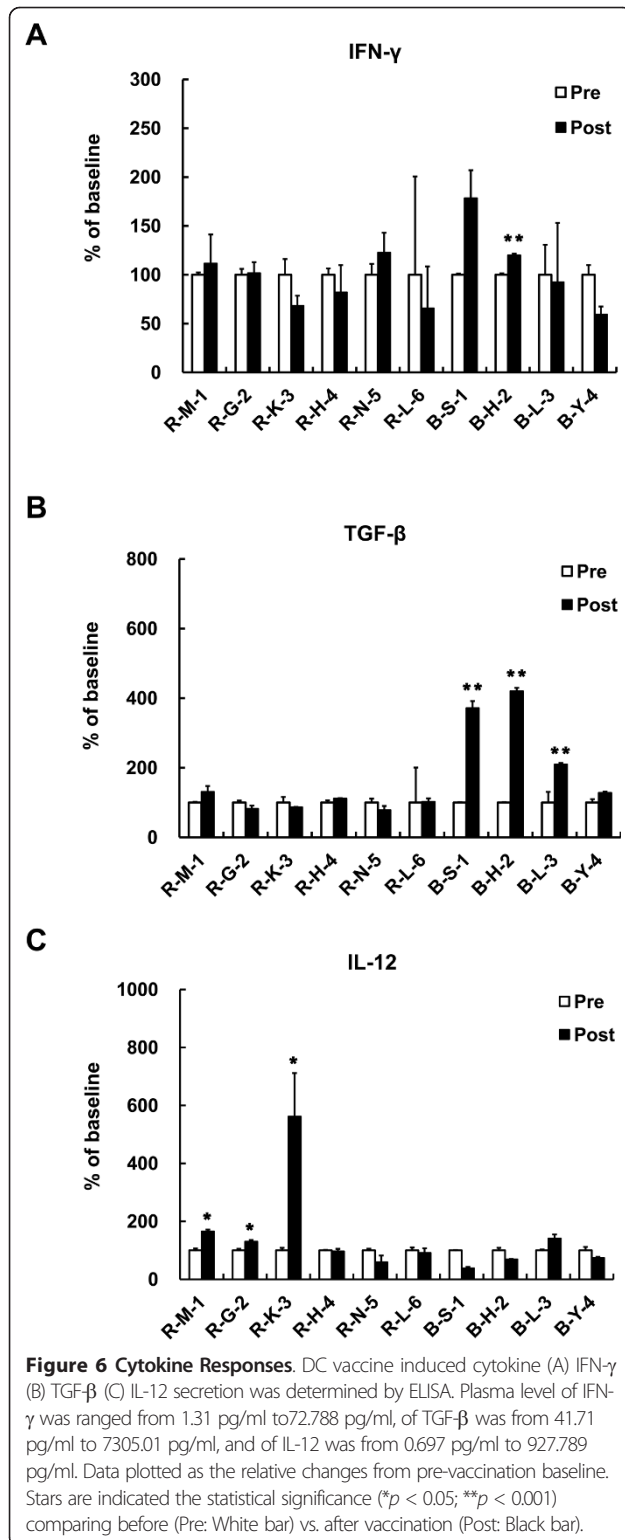 A
IFN-γ
300
250
200
150
100
50
0
% of baseline
Pre
Post
**
R-M-1 R-G-2 R-K-3 R-H-4 R-N-5 R-L-6 B-S-1 B-H-2 B-L-3 B-Y-4
B
TGF-β
800
600
400
200
0
% of baseline
Pre
Post
** ** **
R-M-1 R-G-2 R-K-3 R-H-4 R-N-5 R-L-6 B-S-1 B-H-2 B-L-3 B-Y-4
C
IL-12
1000
800
600
400
200
0
% of baseline
Pre
Post
* * *
R-M-1 R-G-2 R-K-3 R-H-4 R-N-5 R-L-6 B-S-1 B-H-2 B-L-3 B-Y-4
Figure 6 Cytokine Responses. DC vaccine induced cytokine (A) IFN-γ
(B) TGF-β (C) IL-12 secretion was determined by ELISA. Plasma level of IFN-
γ was ranged from 1.31 pg/ml to72.788 pg/ml, of TGF-β was from 41.71
pg/ml to 7305.01 pg/ml, and of IL-12 was from 0.697 pg/ml to 927.789
pg/ml. Data plotted as the relative changes from pre-vaccination baseline.
Stars are indicated the statistical significance (*p < 0.05; **p < 0.001)
comparing before (Pre: White bar) vs. after vaccination (Post: Black bar).